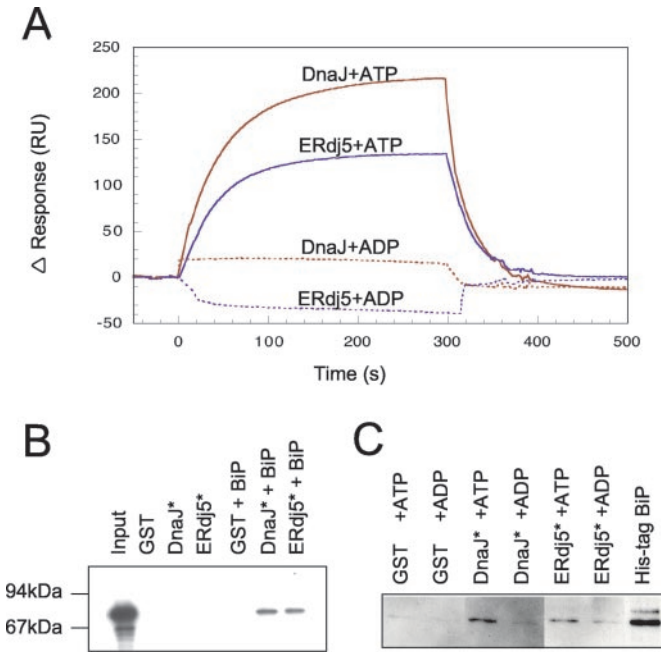 A
250
200
150
100
50
0
-50
Δ Response (RU)
DnaJ+ATP
ERdj5+ATP
DnaJ+ADP
ERdj5+ADP
0 100 200 300 400 500
Time (s)
B
Input
GST
DnaJ*
ERdj5*
GST + BiP
DnaJ* + BiP
ERdj5* + BiP
94kDa
67kDa
C
GST +ATP
GST +ADP
DnaJ* +ATP
DnaJ* +ADP
ERdj5* +ATP
ERdj5* +ADP
His-tag BiP